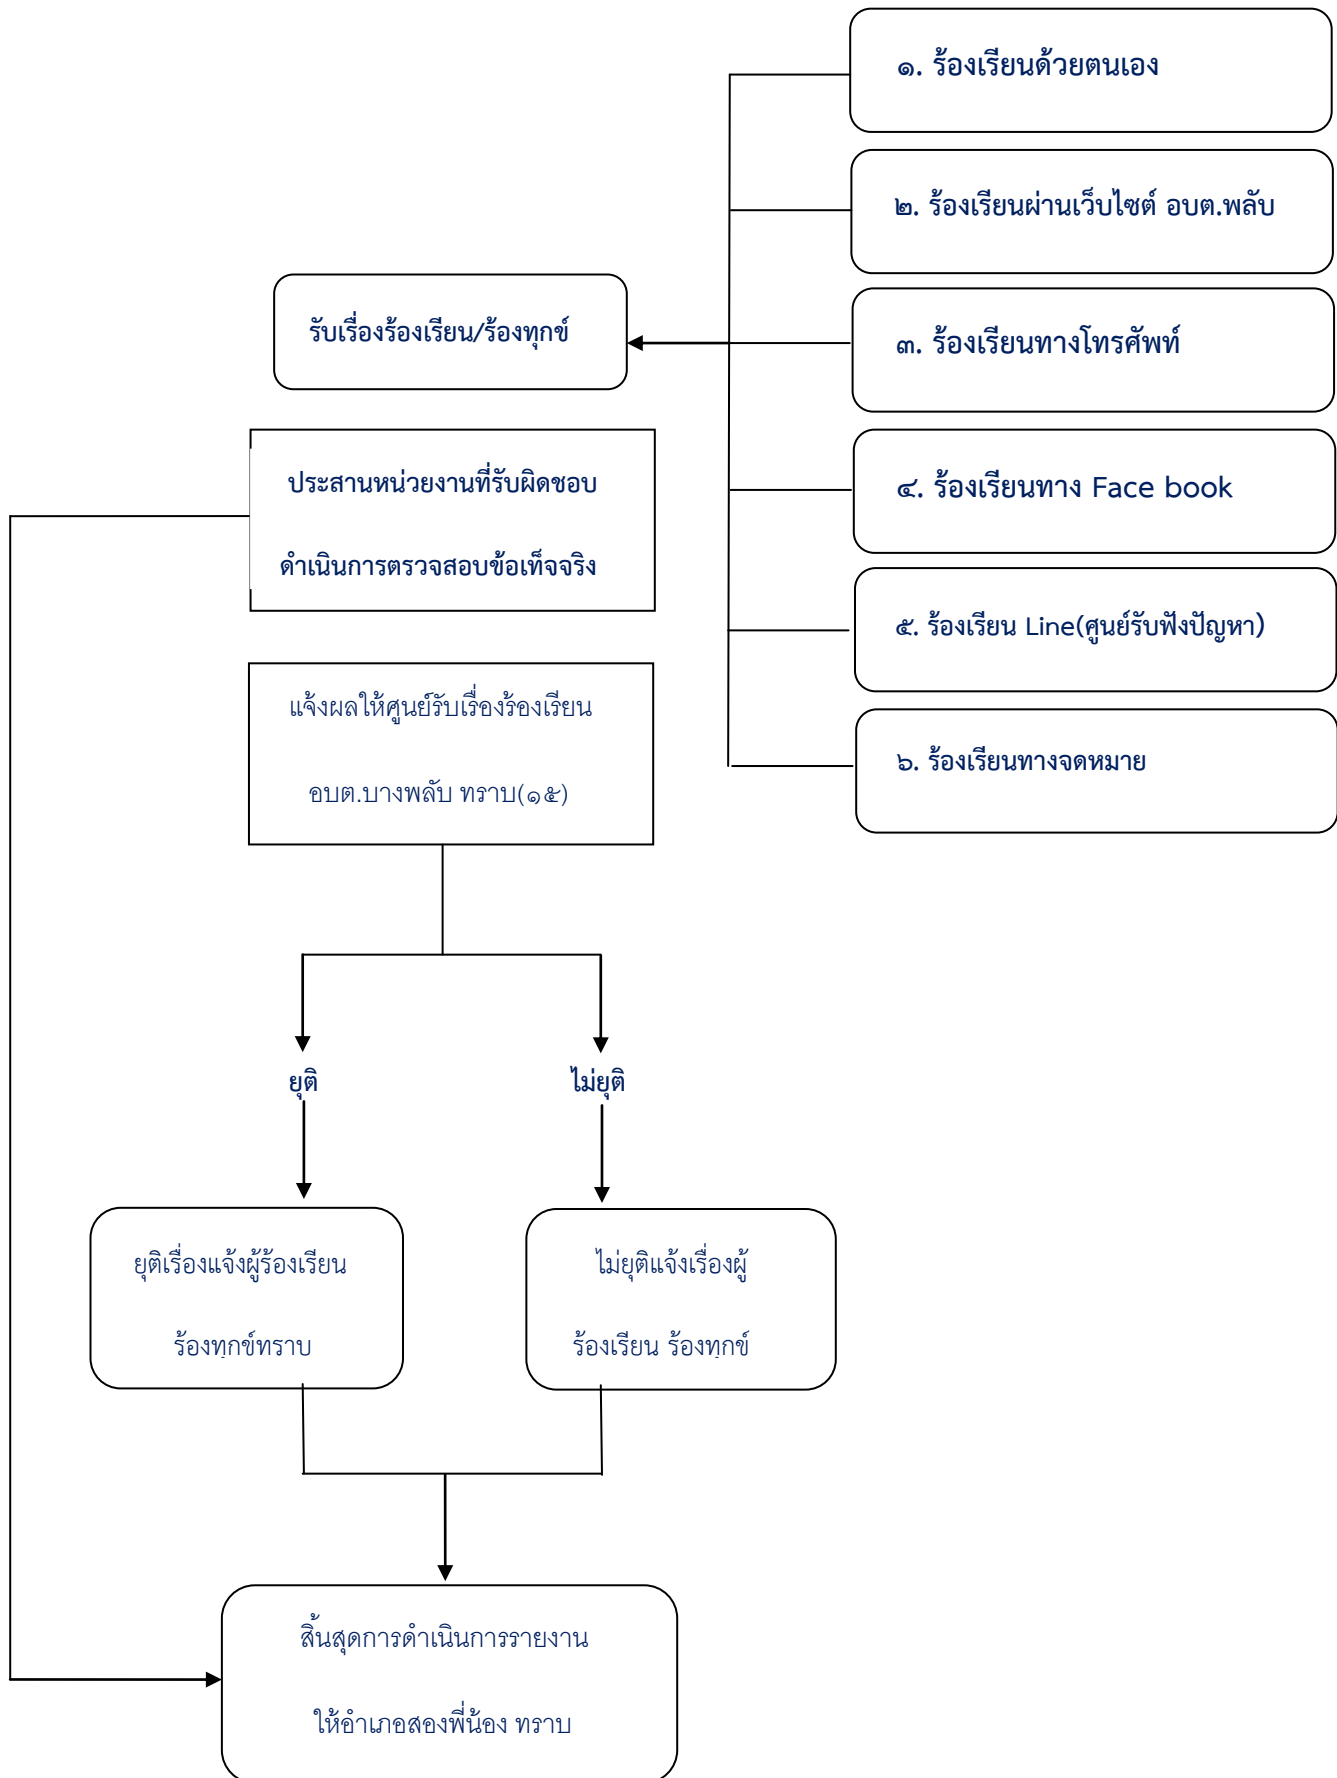 ๑. ร้องเรียนด้วยตนเอง
๒. ร้องเรียนผ่านเว็บไซต์ อบต.พลับ
รับเรื่องร้องเรียน/ร้องทุกข์
๓. ร้องเรียนทางโทรศัพท์
ประสานหน่วยงานที่รับผิดชอบ
ดำเนินการตรวจสอบข้อเท็จจริง
๔. ร้องเรียนทาง Face book
๕. ร้องเรียน Line(ศูนย์รับฟังปัญหา)
แจ้งผลให้ศูนย์รับเรื่องร้องเรียน
อบต.บางพลับ ทราบ(๑๕)
๖. ร้องเรียนทางจดหมาย
ยุติ
ไม่ยุติ
ยุติเรื่องแจ้งผู้ร้องเรียน
ร้องทุกข์ทราบ
ไม่ยุติแจ้งเรื่องผู้
ร้องเรียน ร้องทุกข์
สิ้นสุดการดำเนินการรายงาน
ให้อำเภอสองพี่น้อง ทราบ